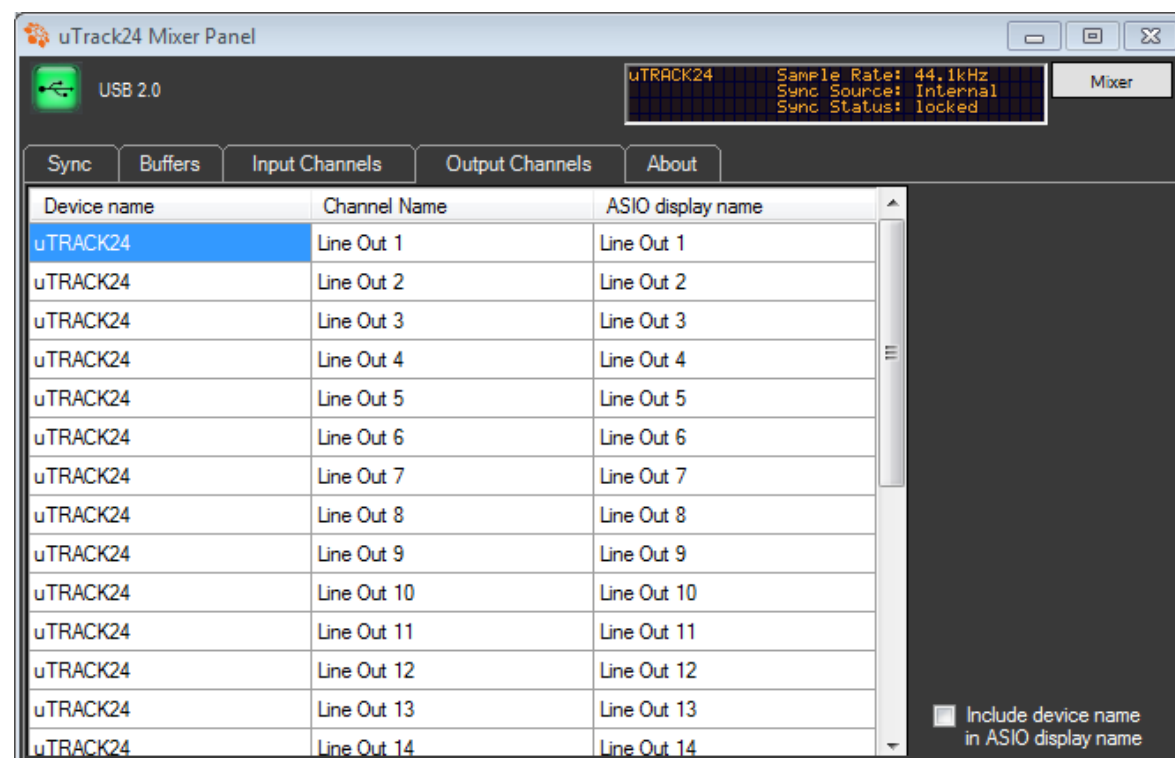 uTrack24 Mixer Panel
USB 2.0
uTRACK24 Sample Rate: 44.1kHz
Sync Source: Internal
Sync Status: locked
Mixer
Sync Buffers Input Channels Output Channels About
Device name Channel Name ASIO display name
uTRACK24 Line Out 1 Line Out 1
uTRACK24 Line Out 2 Line Out 2
uTRACK24 Line Out 3 Line Out 3
uTRACK24 Line Out 4 Line Out 4
uTRACK24 Line Out 5 Line Out 5
uTRACK24 Line Out 6 Line Out 6
uTRACK24 Line Out 7 Line Out 7
uTRACK24 Line Out 8 Line Out 8
uTRACK24 Line Out 9 Line Out 9
uTRACK24 Line Out 10 Line Out 10
uTRACK24 Line Out 11 Line Out 11
uTRACK24 Line Out 12 Line Out 12
uTRACK24 Line Out 13 Line Out 13
uTRACK24 Line Out 14 Line Out 14
Include device name
in ASIO display name